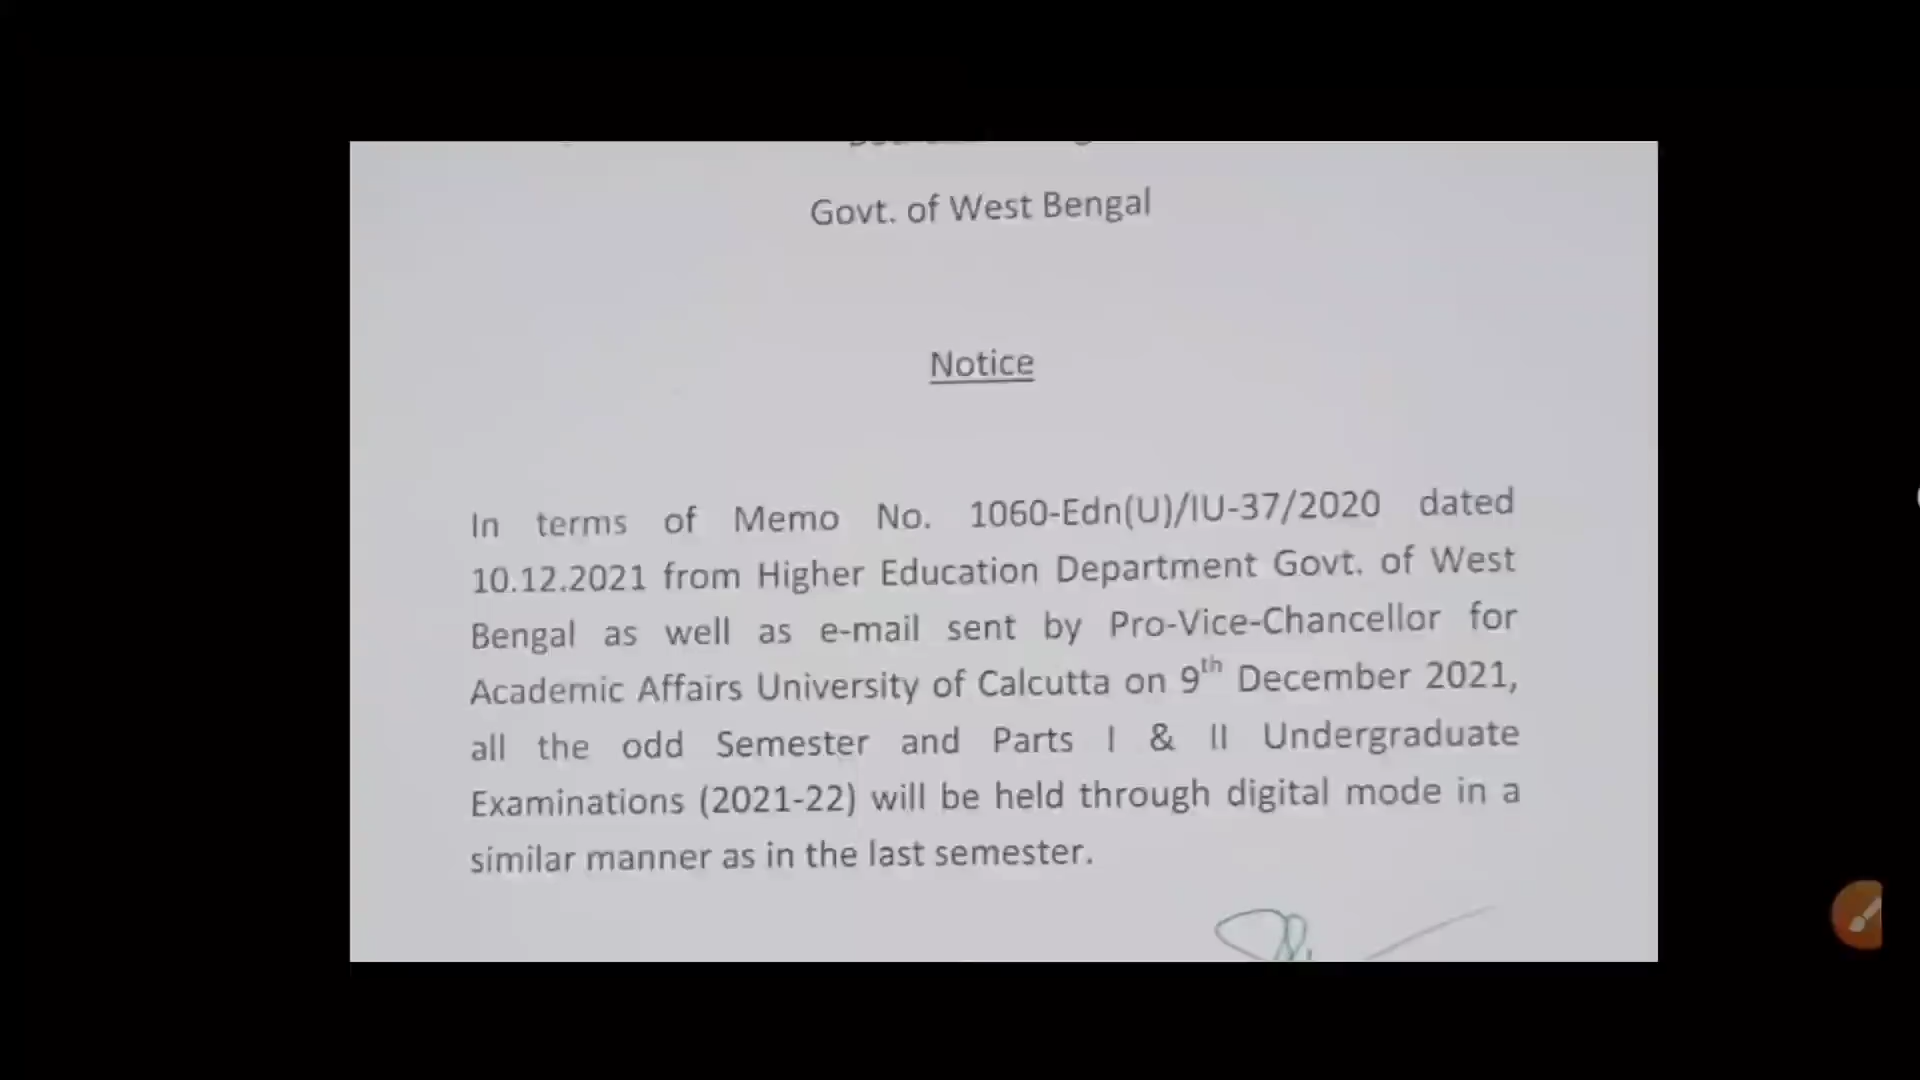 Govt. of West Bengal
Notice
In terms of Memo No. 1060-Edn(U)/IU-37/2020 dated
10.12.2021 from Higher Education Department Govt. of West
Bengal as well as e-mail sent by Pro-Vice-Chancellor for
Academic Affairs University of Calcutta on 9th December 2021,
all the odd Semester and Parts I & II Undergraduate
Examinations (2021-22) will be held through digital mode in a
similar manner as in the last semester.